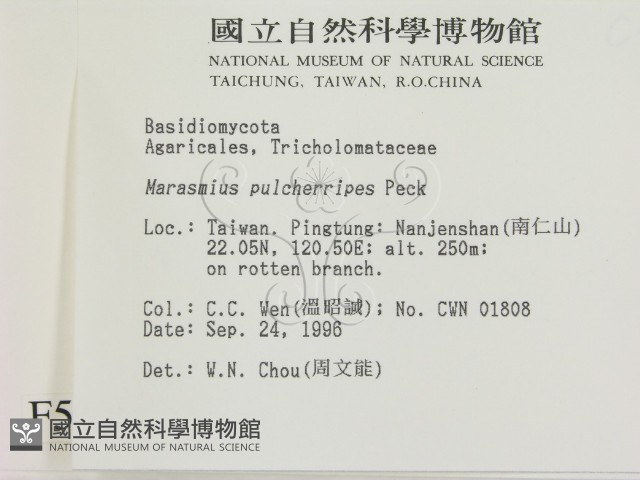 國立自然科學博物館
NATIONAL MUSEUM OF NATURAL SCIENCE
TAICHUNG, TAIWAN, R.O.CHINA
Basidiomycota
Agaricales, Tricholomataceae
Marasmius pulcherripes Peck
Loc.: Taiwan. Pingtung: Nanjenshan(南仁山)
22.05N, 120.50E; alt. 250m;
on rotten branch.
Col.: C.C. Wen(溫昭誠); No. CWN 01808
Date: Sep. 24, 1996
Det.: W.N. Chou(周文能)
國立自然科學博物館
NATIONAL MUSEUM OF NATURAL SCIENCE